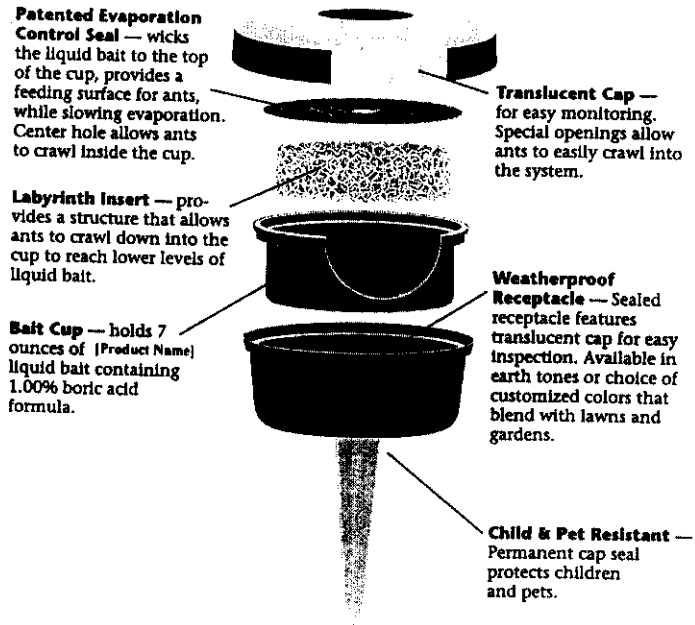 Patented Evaporation
Control Seal — wicks
the liquid bait to the top
of the cup, provides a
feeding surface for ants,
while slowing evaporation.
Center hole allows ants
to crawl inside the cup.
Translucent Cap —
for easy monitoring.
Special openings allow
ants to easily crawl into
the system.
Labyrinth Insert — pro-
vides a structure that allows
ants to crawl down into the
cup to reach lower levels of
liquid bait.
Weatherproof
Receptacle — Sealed
receptacle features
translucent cap for easy
inspection. Available in
earth tones or choice of
customized colors that
blend with lawns and
gardens.
Bait Cup — holds 7
ounces of [Product Name]
liquid bait containing
1.00% boric acid
formula.
Child & Pet Resistant —
Permanent cap seal
protects children
and pets.